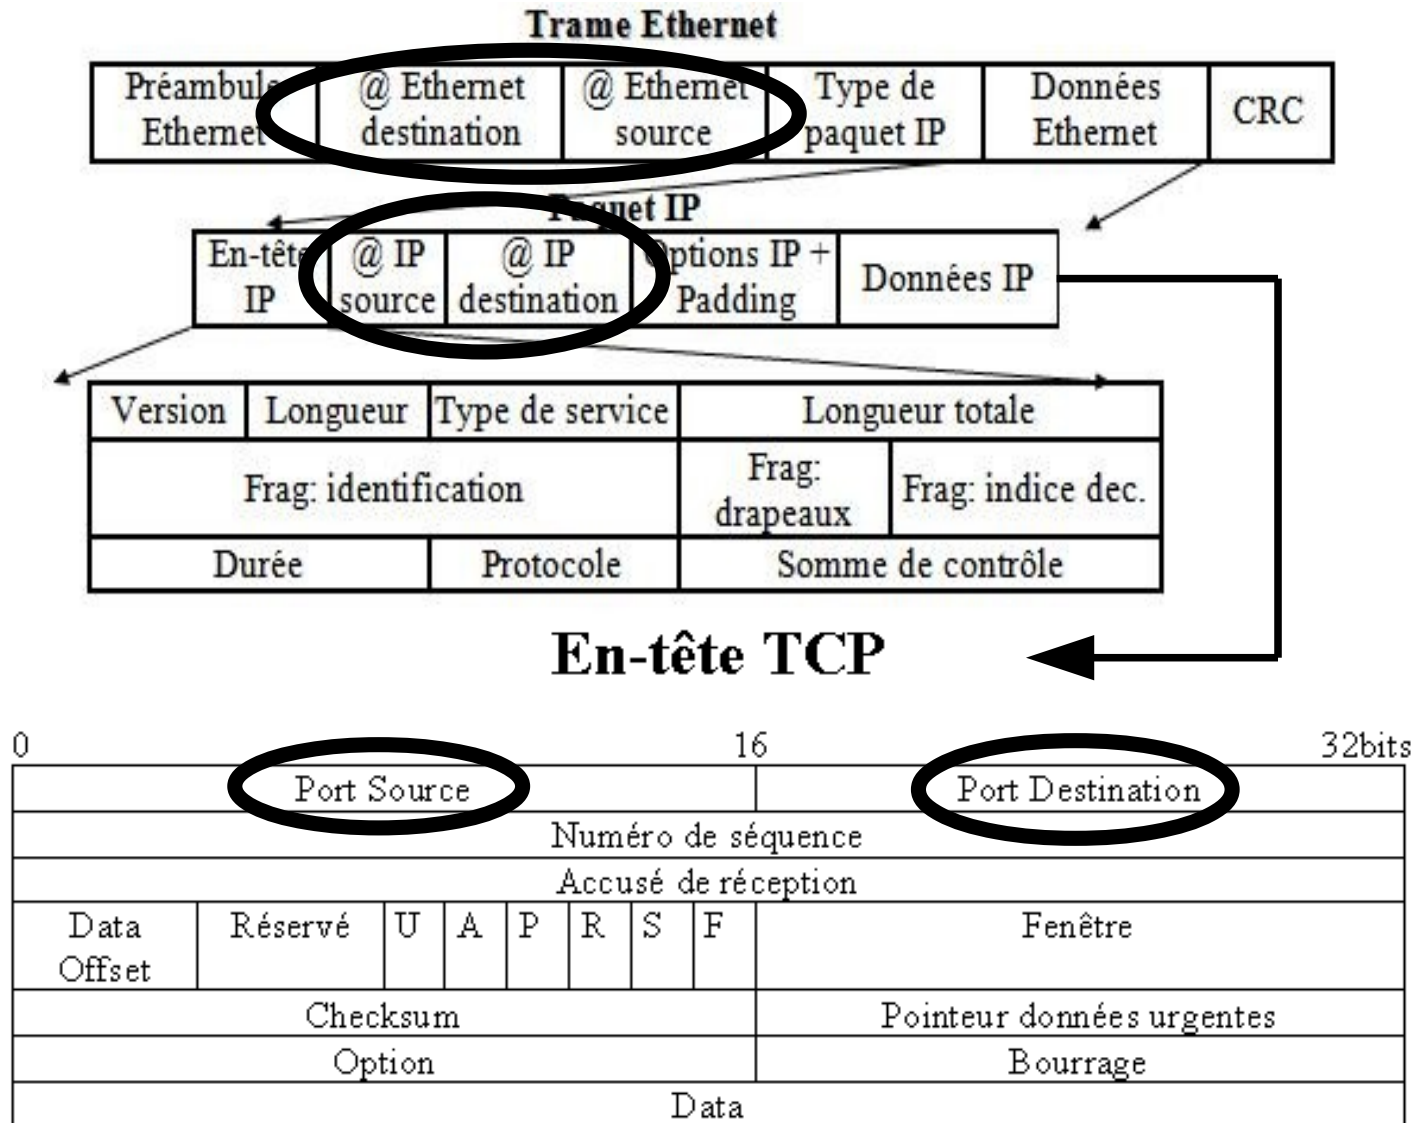 Trame Ethernet
Préambule @ Ethernet @ Ethernet Type de Données CRC
Ethernet destination source paquet IP Ethernet
Paquet IP
En-tête @ IP @ IP Options IP + Données IP
IP source destination Padding
Version Longueur Type de service Longueur totale
Frag: identification Frag: Frag: indice dec.
drapeaux
Durée Protocole Somme de contrôle
En-tête TCP
0 16 32bits
Port Source Port Destination
Numéro de séquence
Accusé de réception
Data Réservé U A P R S F Fenêtre
Offset
Checksum Pointeur données urgentes
Option Bourrage
Data